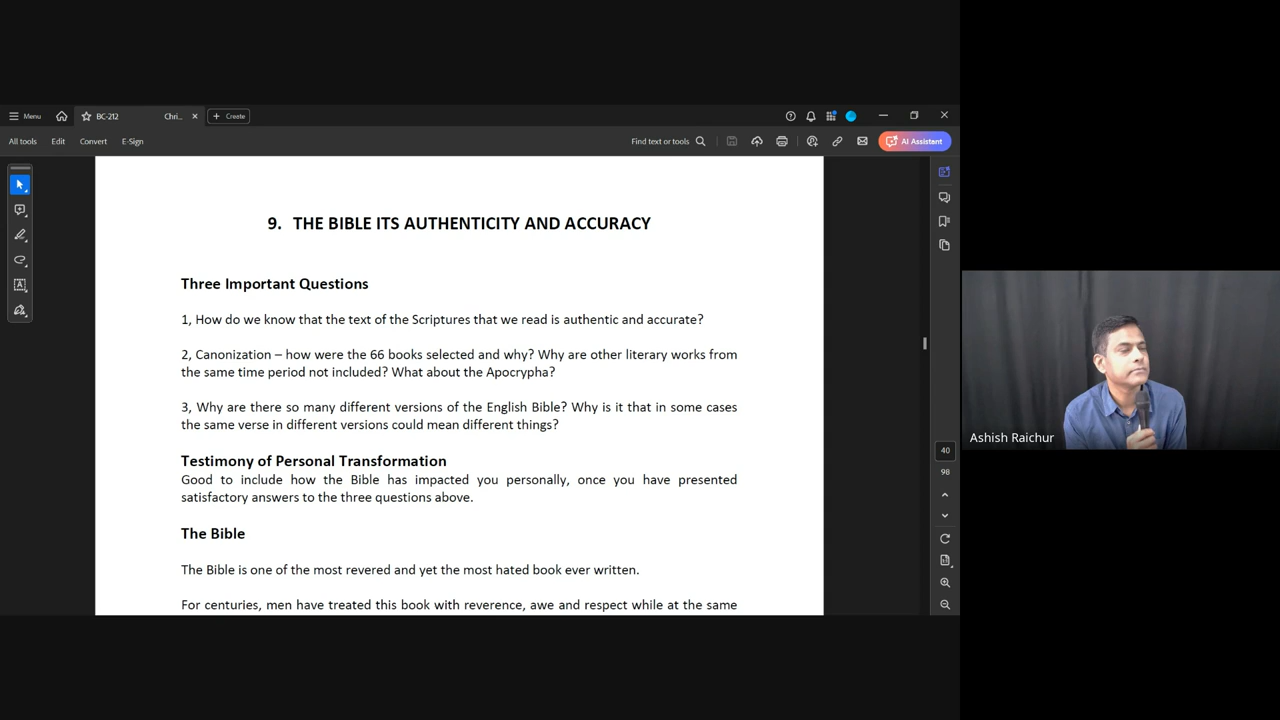 Menu
BC-212
Chri...
Create
All tools
Edit
Convert
E-Sign
Find text or tools
AI Assistant
9. THE BIBLE ITS AUTHENTICITY AND ACCURACY
Three Important Questions
1, How do we know that the text of the Scriptures that we read is authentic and accurate?
2, Canonization – how were the 66 books selected and why? Why are other literary works from
the same time period not included? What about the Apocrypha?
3, Why are there so many different versions of the English Bible? Why is it that in some cases
the same verse in different versions could mean different things?
Testimony of Personal Transformation
Good to include how the Bible has impacted you personally, once you have presented
satisfactory answers to the three questions above.
The Bible
The Bible is one of the most revered and yet the most hated book ever written.
For centuries, men have treated this book with reverence, awe and respect while at the same
40
98
Ashish Raichur